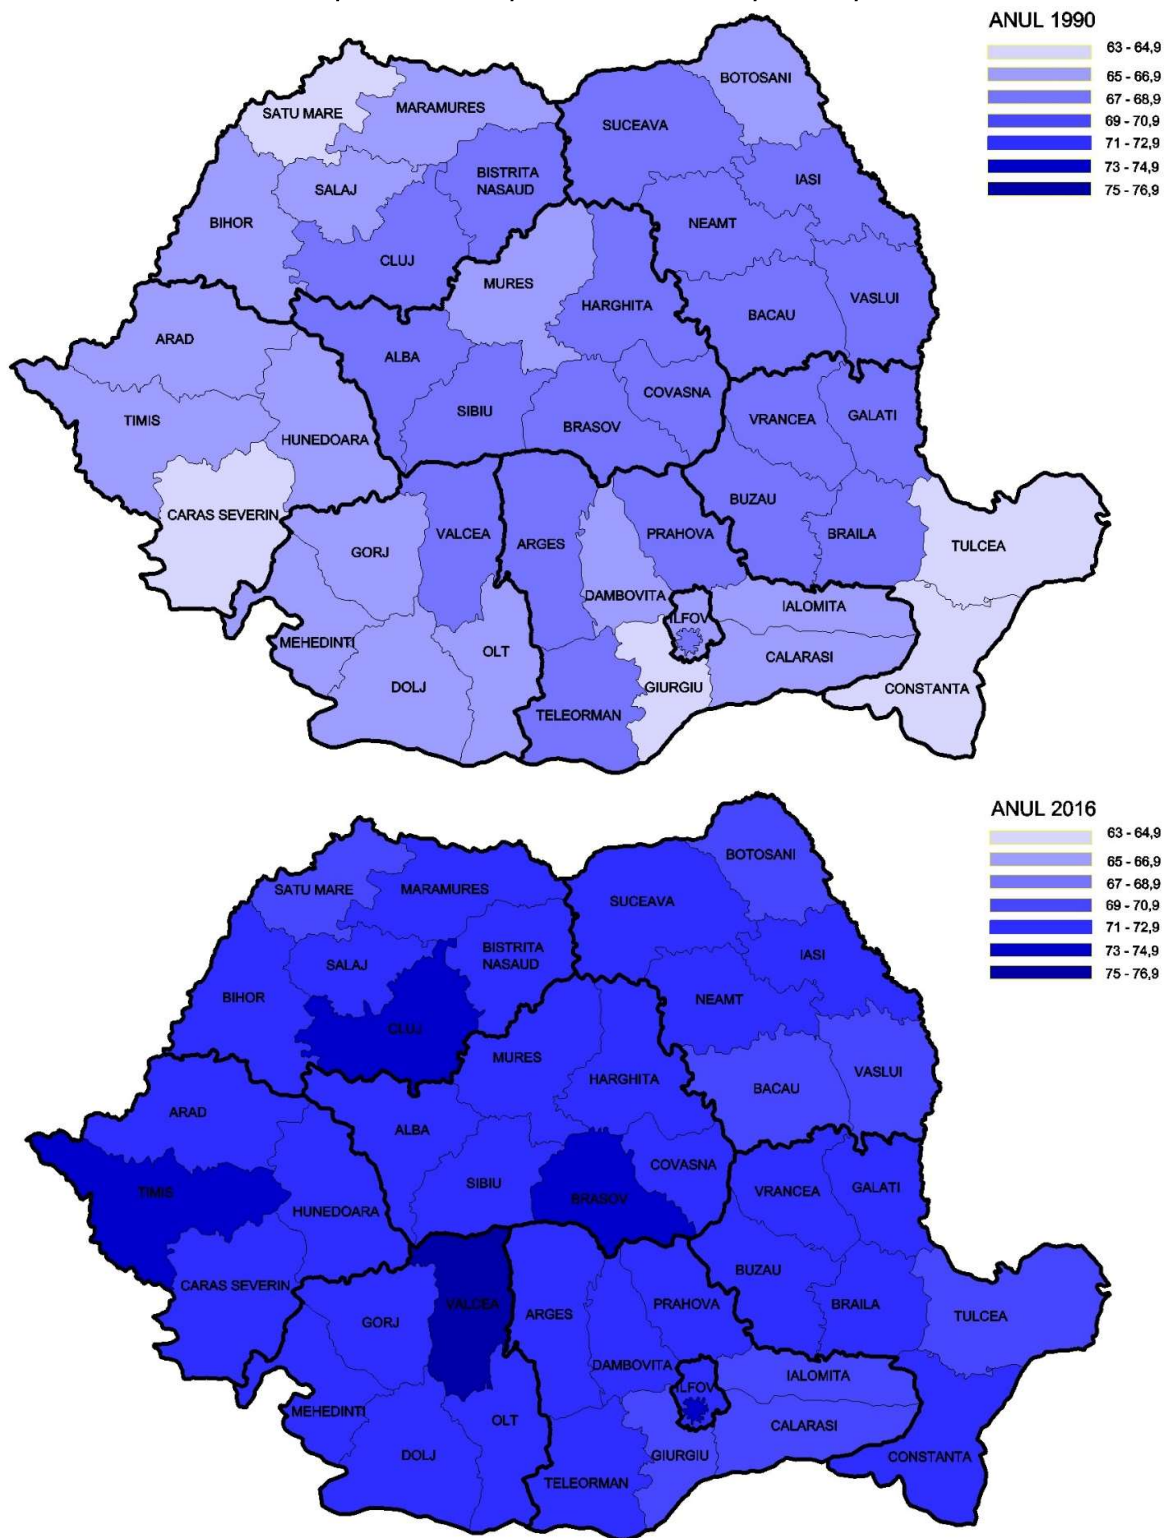 ANUL 1990
63 - 64,9
65 - 66,9
67 - 68,9
69 - 70,9
71 - 72,9
73 - 74,9
75 - 76,9
BOTOSANI
SATU MARE
MARAMURES
SUCEAVA
BISTRITA
NASAUD
IASI
SALAJ
BIHOR
NEAMT
CLUJ
MURES
HARGHITA
VASLUI
BACAU
ARAD
ALBA
COVASNA
SIBIU
TIMIS
BRASOV
VRANCEA
GALATI
HUNEDOARA
BUZAU
CARAS SEVERIN
VALCEA
ARGES
PRAHOVA
BRAILA
TULCEA
GORJ
DAMBOVITA
IALOMITA
ILFOV
MEHEDINTI
OLT
CALARASI
DOLJ
GIURGIU
CONSTANTA
TELEORMAN
ANUL 2016
63 - 64,9
65 - 66,9
67 - 68,9
69 - 70,9
71 - 72,9
73 - 74,9
75 - 76,9
BOTOSANI
SATU MARE
MARAMURES
SUCEAVA
BISTRITA
NASAUD
IASI
SALAJ
BIHOR
NEAMT
CLUJ
MURES
HARGHITA
VASLUI
BACAU
ARAD
ALBA
COVASNA
SIBIU
TIMIS
BRASOV
VRANCEA
GALATI
HUNEDOARA
BUZAU
CARAS SEVERIN
VALCEA
ARGES
PRAHOVA
BRAILA
TULCEA
GORJ
DAMBOVITA
IALOMITA
ILFOV
MEHEDINTI
OLT
CALARASI
DOLJ
GIURGIU
CONSTANTA
TELEORMAN